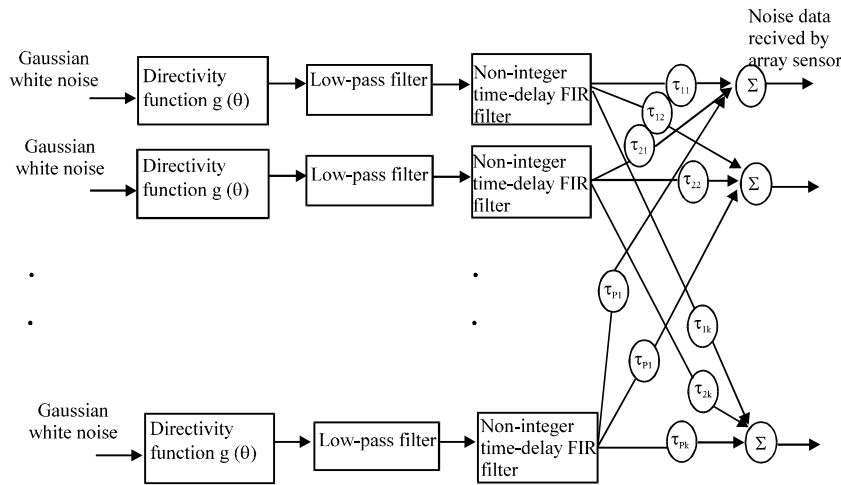 Noise data
recived by
array sensor
Gaussian
white noise
Directivity
function g (θ)
Low-pass filter
Non-integer
time-delay FIR
filter
τ11
τ12
Σ
Gaussian
white noise
Directivity
function g (θ)
Low-pass filter
Non-integer
time-delay FIR
filter
τ21
τ22
Σ
τP1
τ1k
τP1
τ2k
Gaussian
white noise
Directivity
function g (θ)
Low-pass filter
Non-integer
time-delay FIR
filter
τPk
Σ